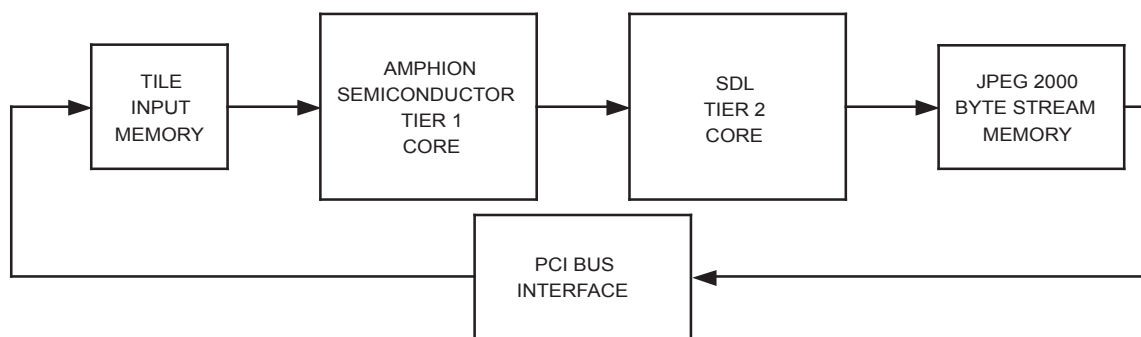 TILE
INPUT
MEMORY
AMPHION
SEMICONDUCTOR
TIER 1
CORE
SDL
TIER 2
CORE
JPEG 2000
BYTE STREAM
MEMORY
PCI BUS
INTERFACE